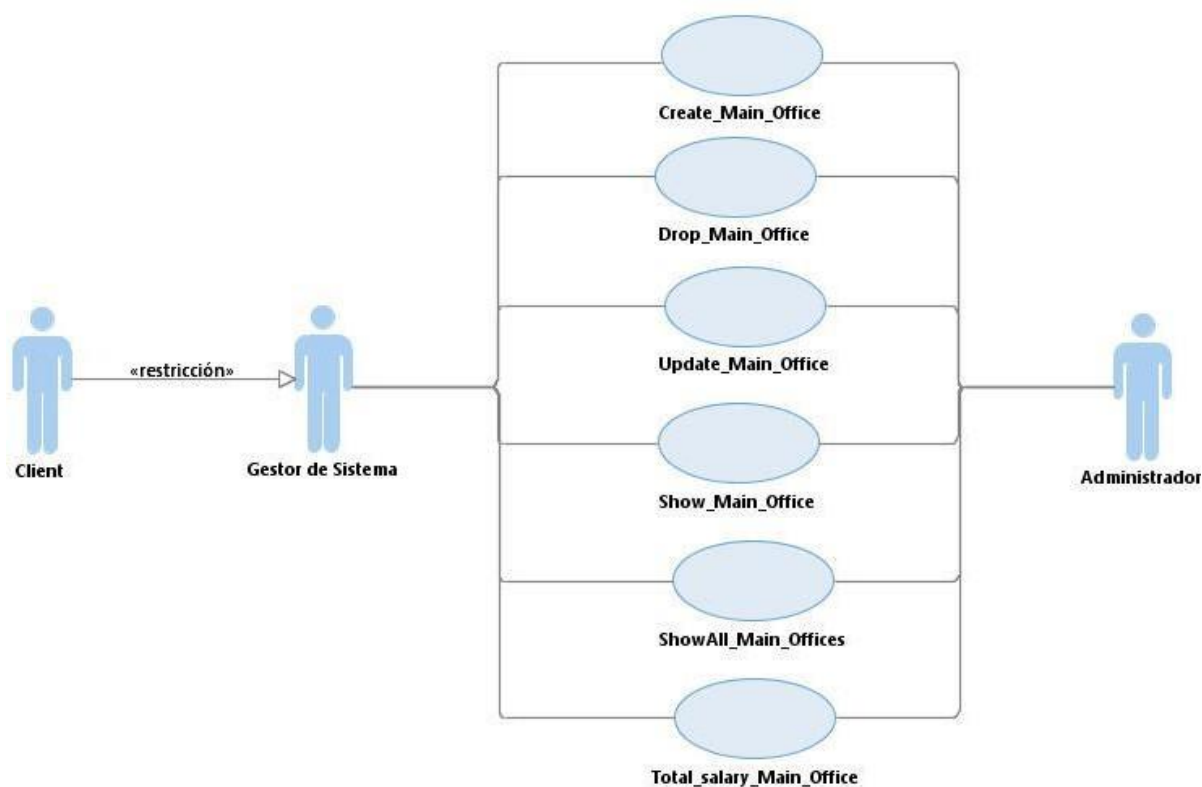 Create_Main_Office
Drop_Main_Office
Update_Main_Office
«restricción»
Client
Gestor de Sistema
Show_Main_Office
Administrador
ShowAll_Main_Offices
Total_salary_Main_Office